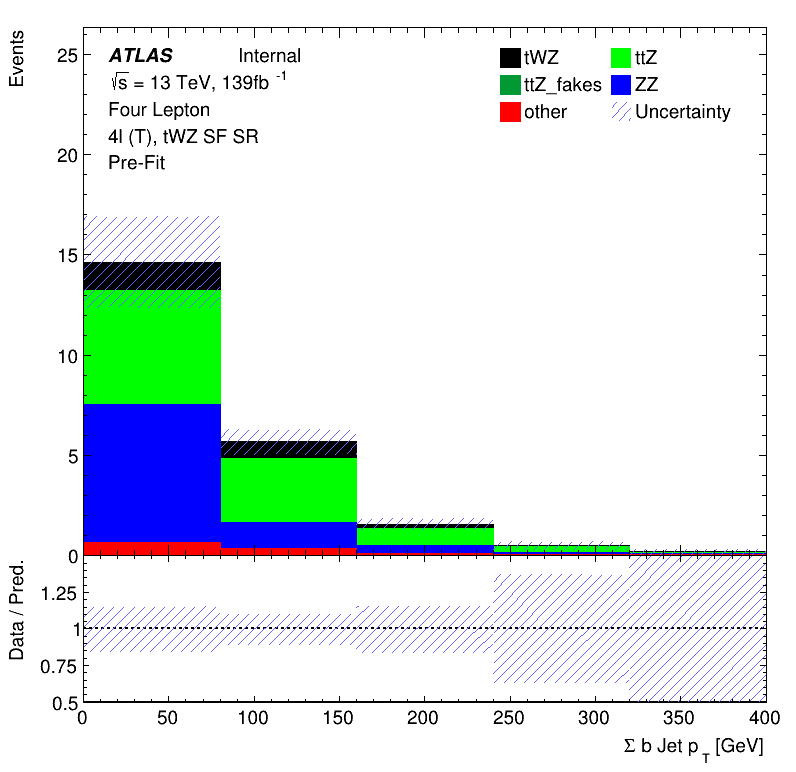 Events
25
20
15
10
5
0
ATLAS Internal
√s = 13 TeV, 139fb -1
Four Lepton
4l (T), tWZ SF SR
Pre-Fit
tWZ ttZ
ttZ_fakes ZZ
other Uncertainty
Data / Pred.
1.25
1
0.75
0.5
0 50 100 150 200 250 300 350 400
Σ b Jet p T [GeV]